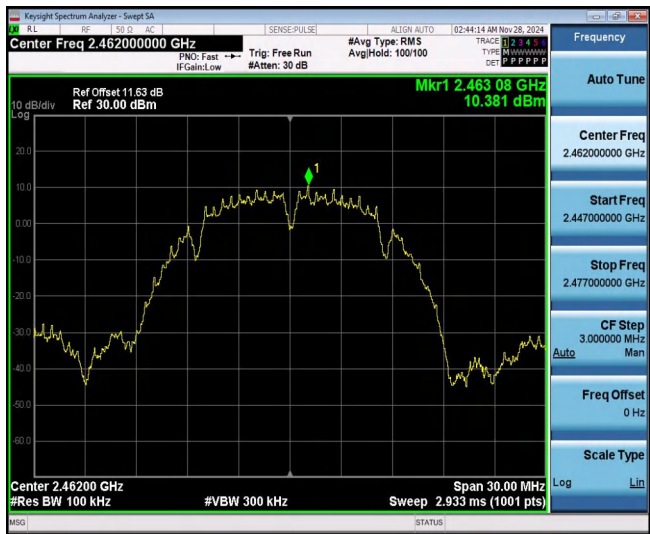 Keysight Spectrum Analyzer - Swept SA
RL RF 50 Ω AC SENSE:PULSE ALIGN AUTO 02:44:14 AM Nov 28, 2024
Center Freq 2.462000000 GHz
PNO: Fast
IFGain:Low
Trig: Free Run
#Atten: 30 dB
#Avg Type: RMS
Avg|Hold: 100/100
TRACE 1 2 3 4 5 6
TYPE M W W W W W
DET P P P P P P
Mkr1 2.463 08 GHz
10.381 dBm
Ref Offset 11.63 dB
10 dB/div Ref 30.00 dBm
Log
20.0
10.0
0.00
-10.0
-20.0
-30.0
-40.0
-50.0
-60.0
1
Center 2.46200 GHz Span 30.00 MHz
#Res BW 100 kHz #VBW 300 kHz Sweep 2.933 ms (1001 pts)
MSG STATUS
Frequency
Auto Tune
Center Freq
2.462000000 GHz
Start Freq
2.447000000 GHz
Stop Freq
2.477000000 GHz
CF Step
3.000000 MHz
Auto Man
Freq Offset
0 Hz
Scale Type
Log Lin